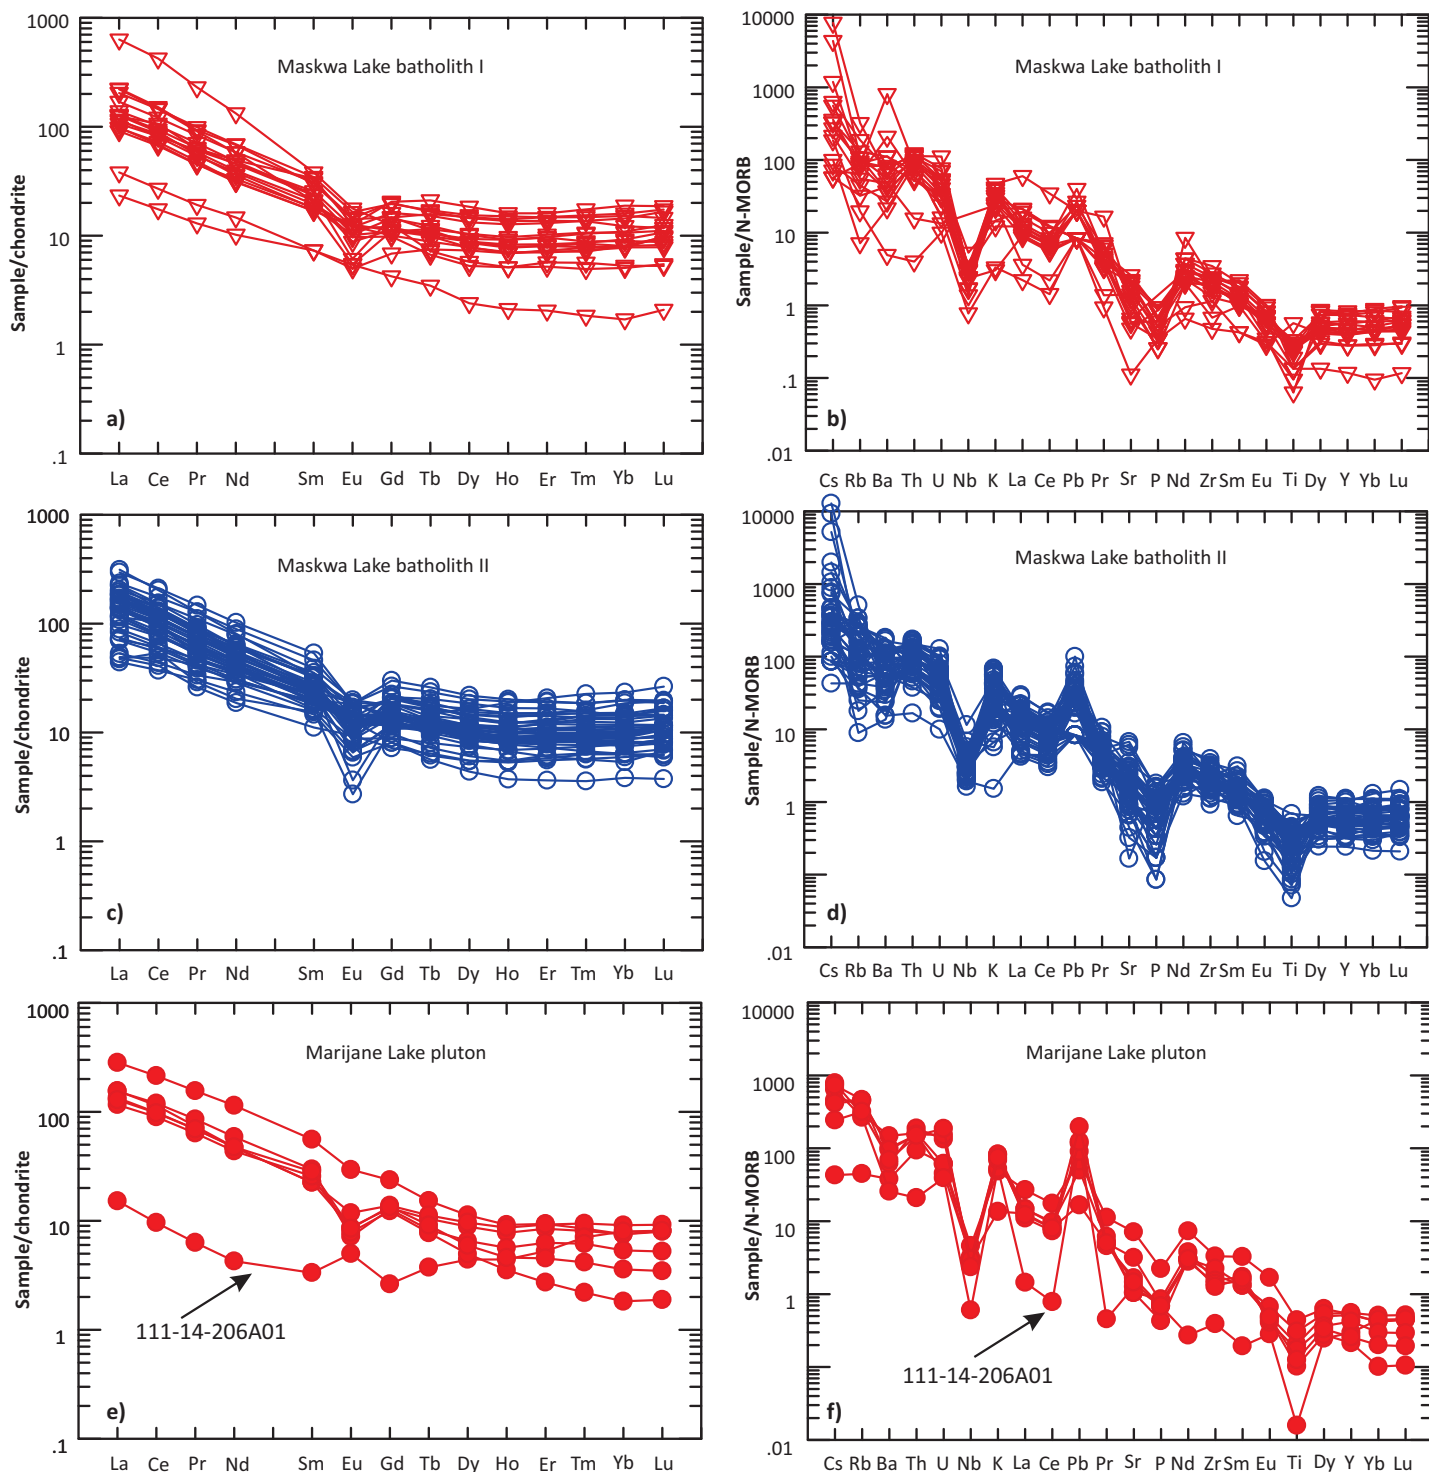 1000
100
10
1
.1
Sample/chondrite
Maskwa Lake batholith I
a)
La Ce Pr Nd Sm Eu Gd Tb Dy Ho Er Tm Yb Lu
10000
1000
100
10
1
.1
.01
Sample/N-MORB
Maskwa Lake batholith I
b)
Cs Rb Ba Th U Nb K La Ce Pb Pr Sr P Nd Zr Sm Eu Ti Dy Y Yb Lu
1000
100
10
1
.1
Sample/chondrite
Maskwa Lake batholith II
c)
La Ce Pr Nd Sm Eu Gd Tb Dy Ho Er Tm Yb Lu
10000
1000
100
10
1
.01
Sample/N-MORB
Maskwa Lake batholith II
d)
Cs Rb Ba Th U Nb K La Ce Pb Pr Sr P Nd Zr Sm Eu Ti Dy Y Yb Lu
1000
100
10
1
.1
Sample/chondrite
Marijane Lake pluton
111-14-206A01
e)
La Ce Pr Nd Sm Eu Gd Tb Dy Ho Er Tm Yb Lu
10000
1000
100
10
1
.01
Sample/N-MORB
Marijane Lake pluton
111-14-206A01
f)
Cs Rb Ba Th U Nb K La Ce Pb Pr Sr P Nd Zr Sm Eu Ti Dy Y Yb Lu